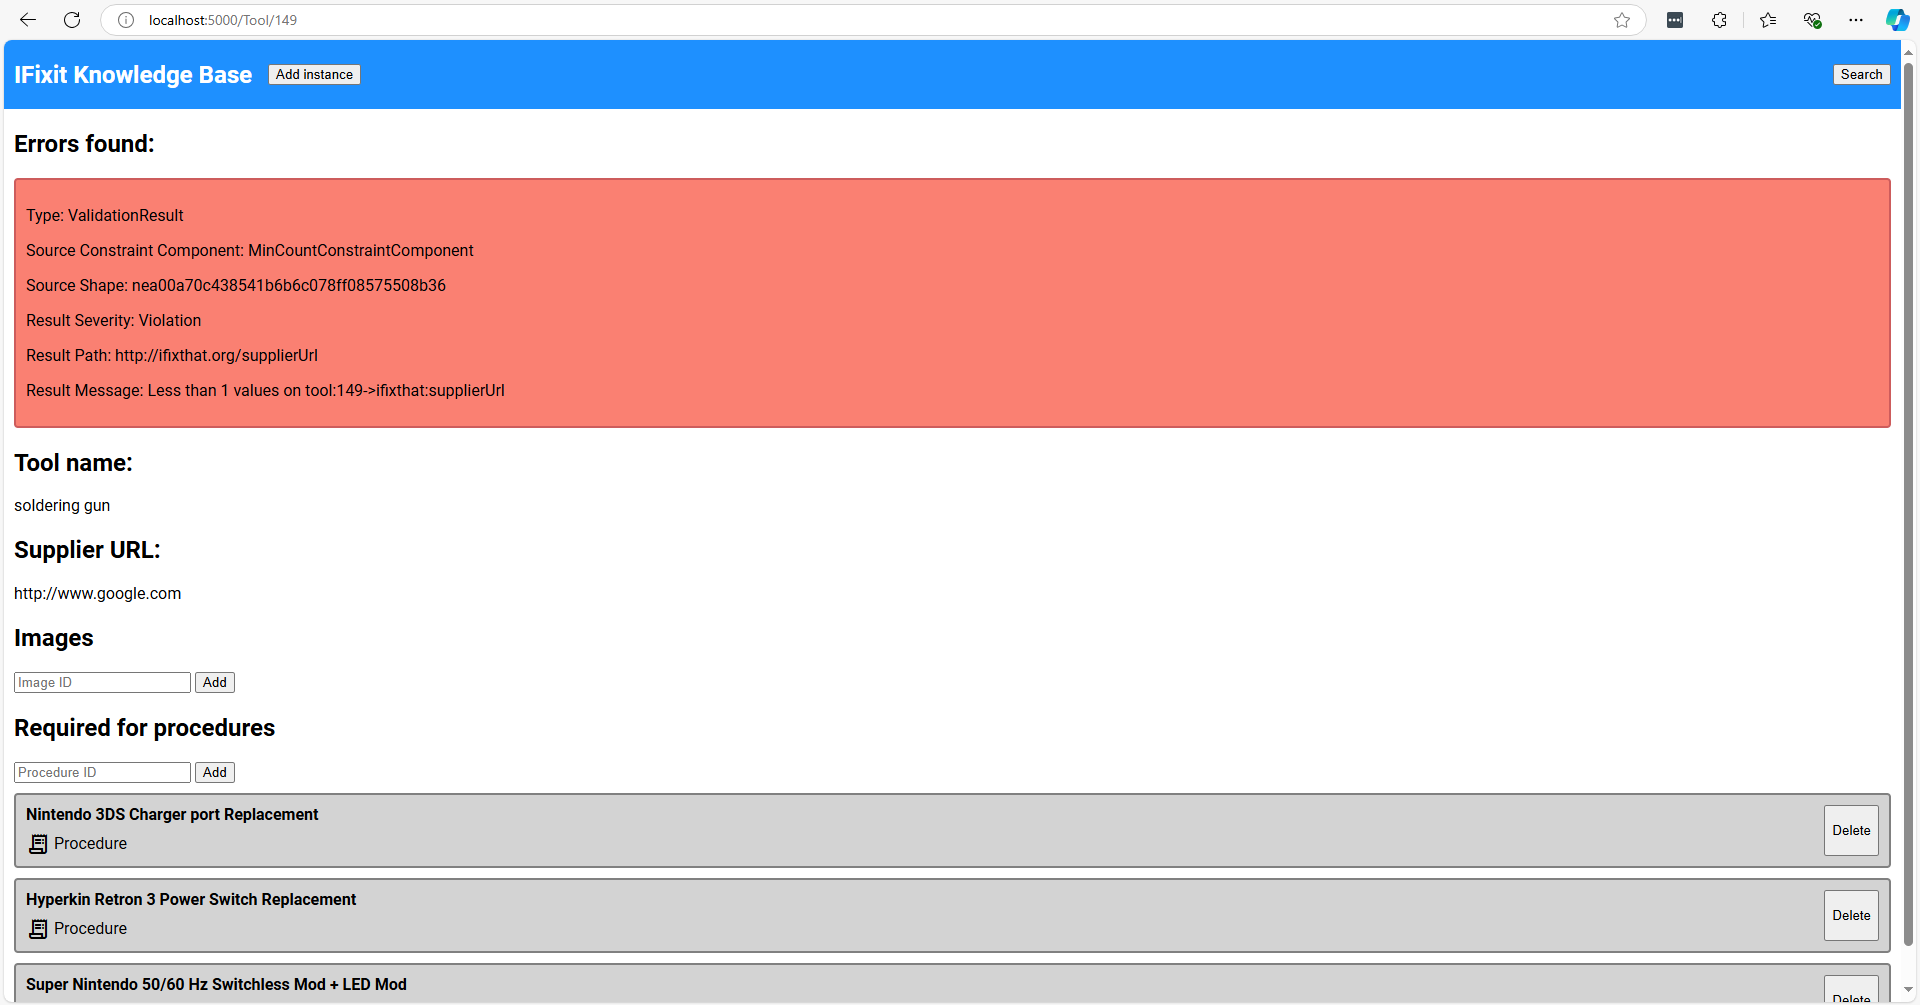 localhost:5000/Tool/149
IFixit Knowledge Base
Add instance
Search
Errors found:
Type: ValidationResult
Source Constraint Component: MinCountConstraintComponent
Source Shape: nea00a70c438541b6b6c078ff08575508b36
Result Severity: Violation
Result Path: http://ifixthat.org/supplierUrl
Result Message: Less than 1 values on tool:149->ifixthat:supplierUrl
Tool name:
soldering gun
Supplier URL:
http://www.google.com
Images
Image ID
Add
Required for procedures
Procedure ID
Add
Nintendo 3DS Charger port Replacement
Procedure
Delete
Hyperkin Retron 3 Power Switch Replacement
Procedure
Delete
Super Nintendo 50/60 Hz Switchless Mod + LED Mod
Delete